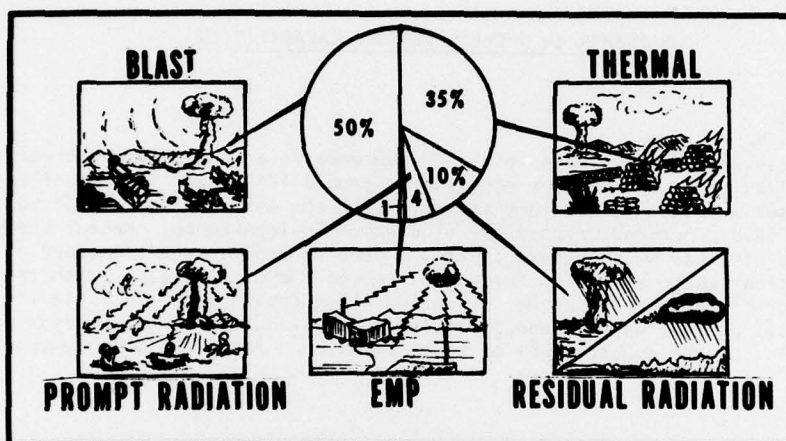 BLAST
THERMAL
50%
35%
10%
1
4
PROMPT RADIATION
EMP
RESIDUAL RADIATION